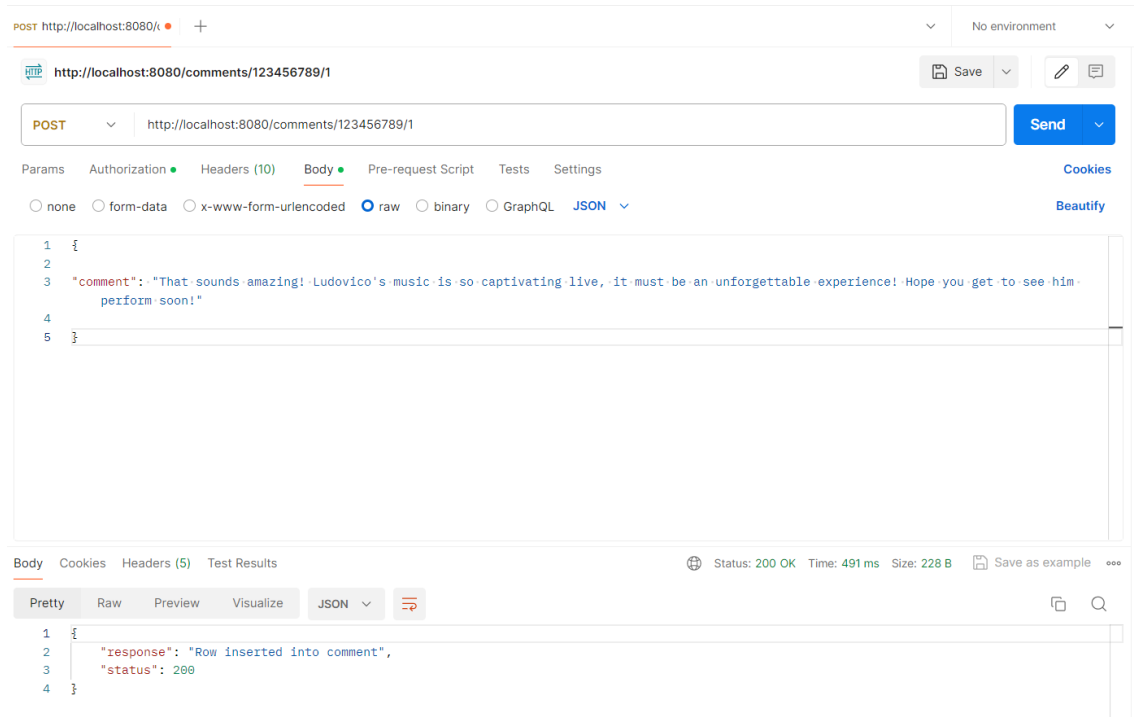 POST http://localhost:8080/c No environment
HTTP http://localhost:8080/comments/123456789/1 Save
POST http://localhost:8080/comments/123456789/1 Send
Params Authorization Headers (10) Body Pre-request Script Tests Settings Cookies
none form-data x-www-form-urlencoded raw binary GraphQL JSON Beautify
1 {
2
3 "comment": "That sounds amazing! Ludovico's music is so captivating live, it must be an unforgettable experience! Hope you get to see him
perform soon!"
4
5 }
Body Cookies Headers (5) Test Results Status: 200 OK Time: 491 ms Size: 228 B Save as example
Pretty Raw Preview Visualize JSON
1 {
2 "response": "Row inserted into comment",
3 "status": 200
4 }